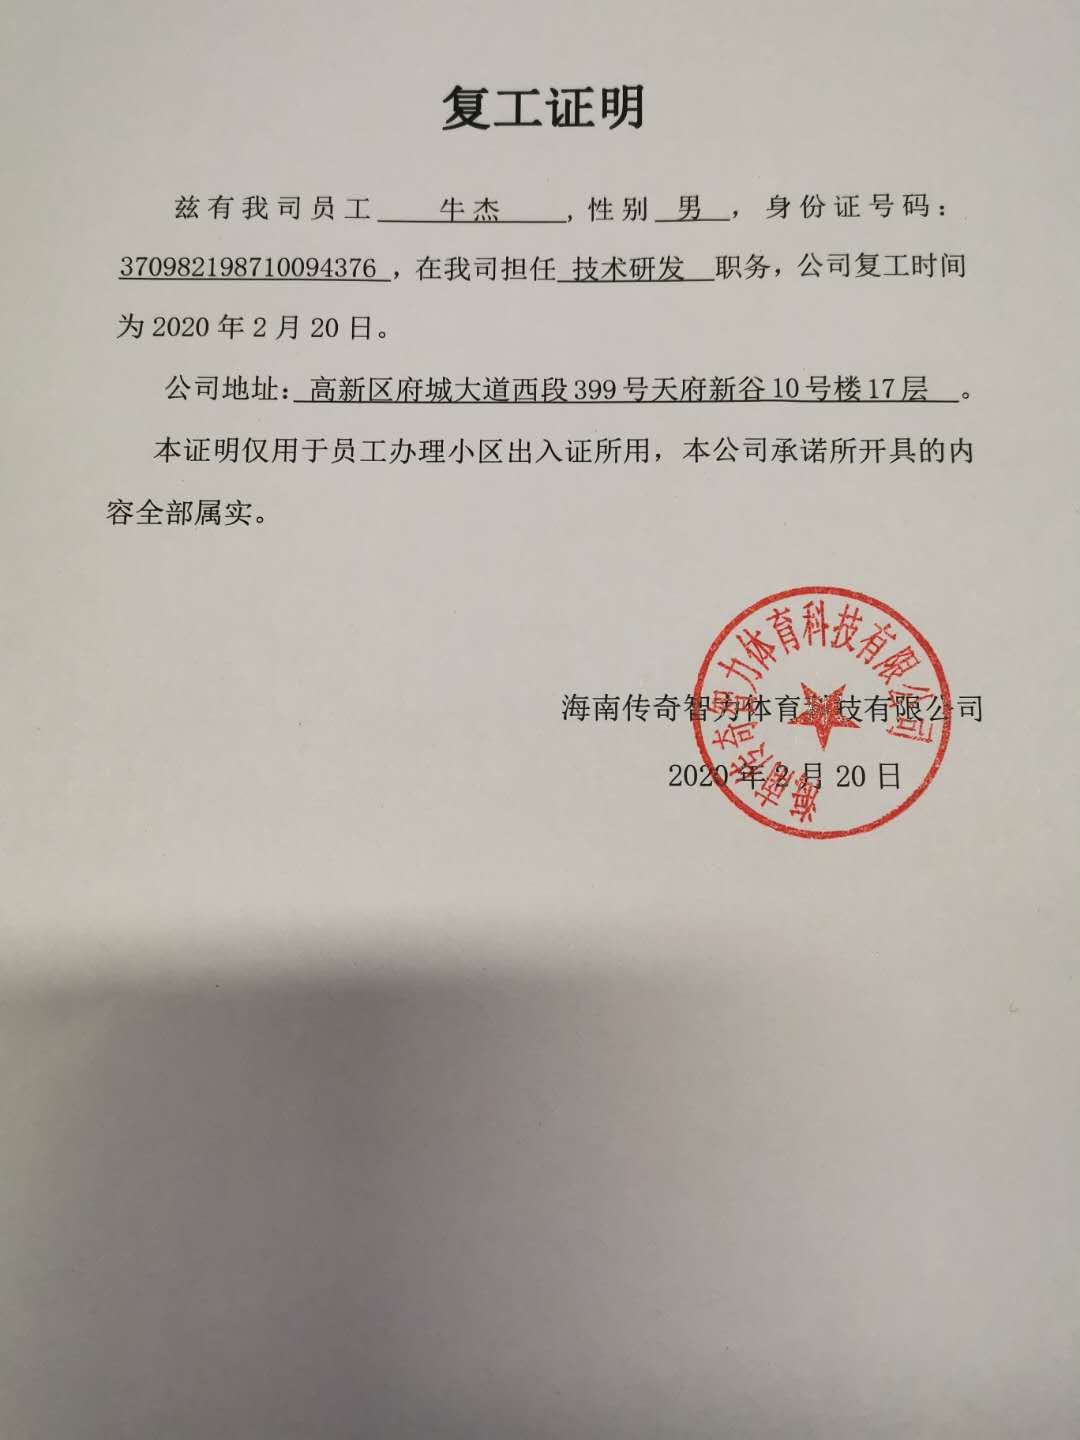 复工证明
兹有我司员工 牛杰 ,性别 男 ，身份证号码：
370982198710094376 ，在我司担任 技术研发 职务，公司复工时间
为 2020 年 2 月 20 日。
公司地址：高新区府城大道西段 399 号天府新谷 10 号楼 17 层 。
本证明仅用于员工办理小区出入证所用，本公司承诺所开具的内
容全部属实。
海南传奇智力体育科技有限公司
海南传奇智力体育科技有限公司
2020 年 2 月 20 日